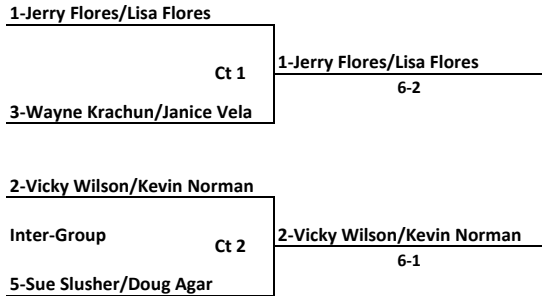 1-Jerry Flores/Lisa Flores
Ct 1
1-Jerry Flores/Lisa Flores
6-2
3-Wayne Krachun/Janice Vela
2-Vicky Wilson/Kevin Norman
Inter-Group
Ct 2
2-Vicky Wilson/Kevin Norman
6-1
5-Sue Slusher/Doug Agar